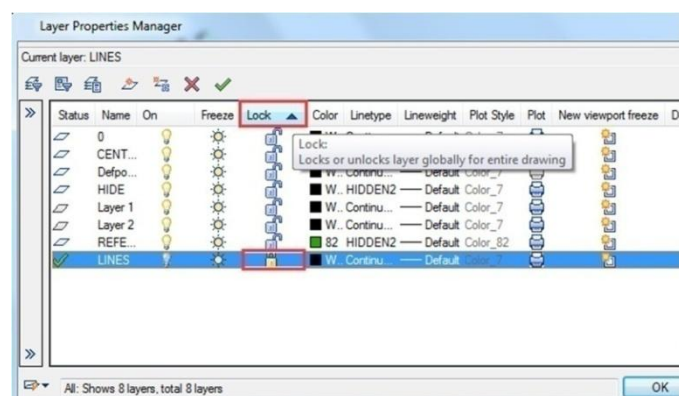 Layer Properties Manager
Current layer: LINES
Status Name On Freeze Lock Color Linetype Lineweight Plot Style Plot New viewport freeze D
0
Lock:
CENT...
Locks or unlocks layer globally for entire drawing
Defpo... W.. Continu... Default Color_7
HIDE W.. HIDDEN2 Default Color_7
Layer 1 W.. Continu... Default Color_7
Layer 2 W.. Continu... Default Color_7
REFE... 82 HIDDEN2 Default Color_82
LINES W.. Continu... Default Color_7
All: Shows 8 layers, total 8 layers OK